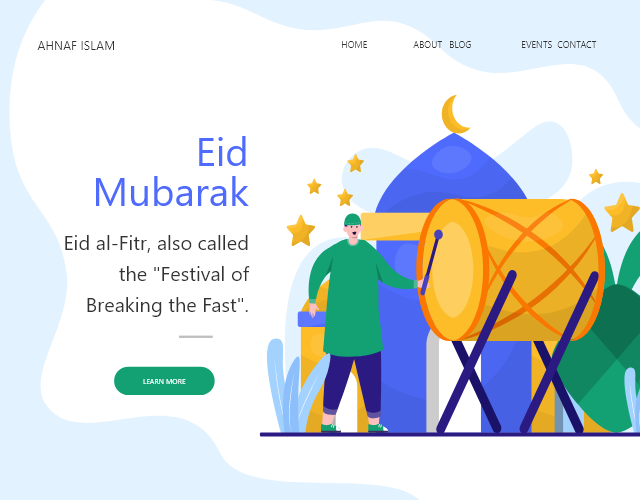 AHNAF ISLAM
HOME ABOUT BLOG EVENTS CONTACT
Eid
Mubarak
Eid al-Fitr, also called
the "Festival of
Breaking the Fast".
LEARN MORE